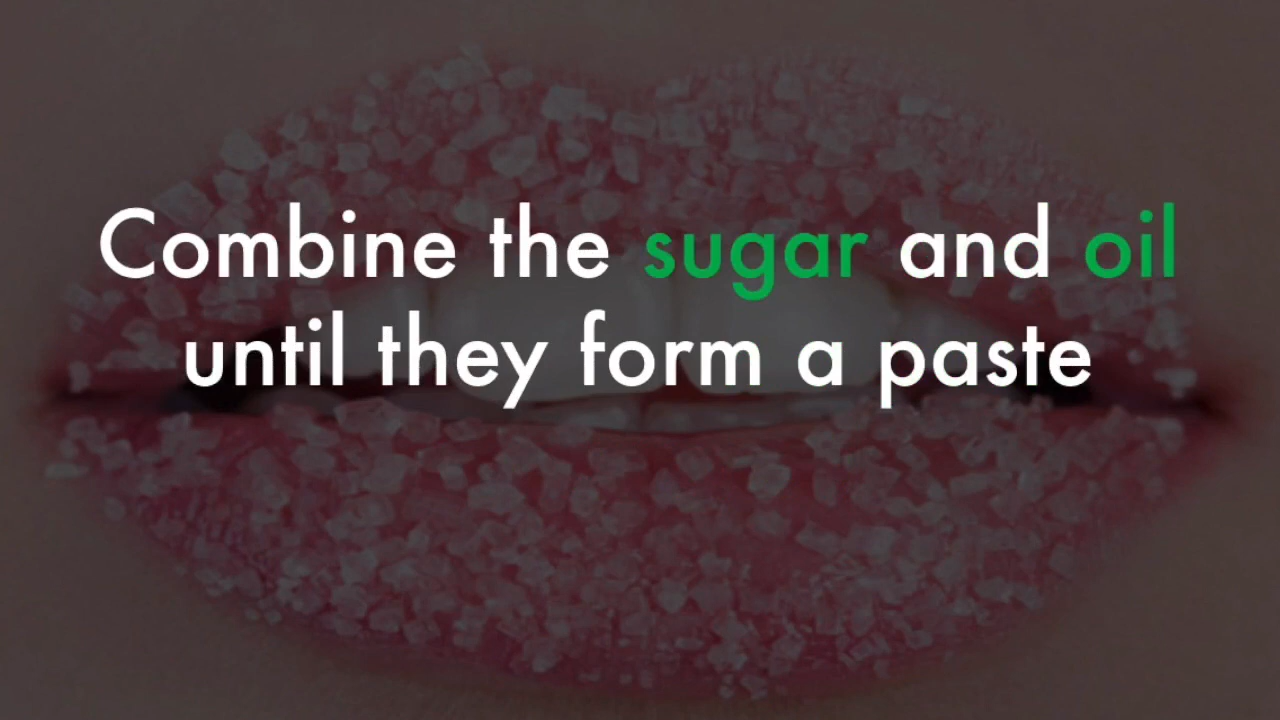 Combine the sugar and oil
until they form a paste